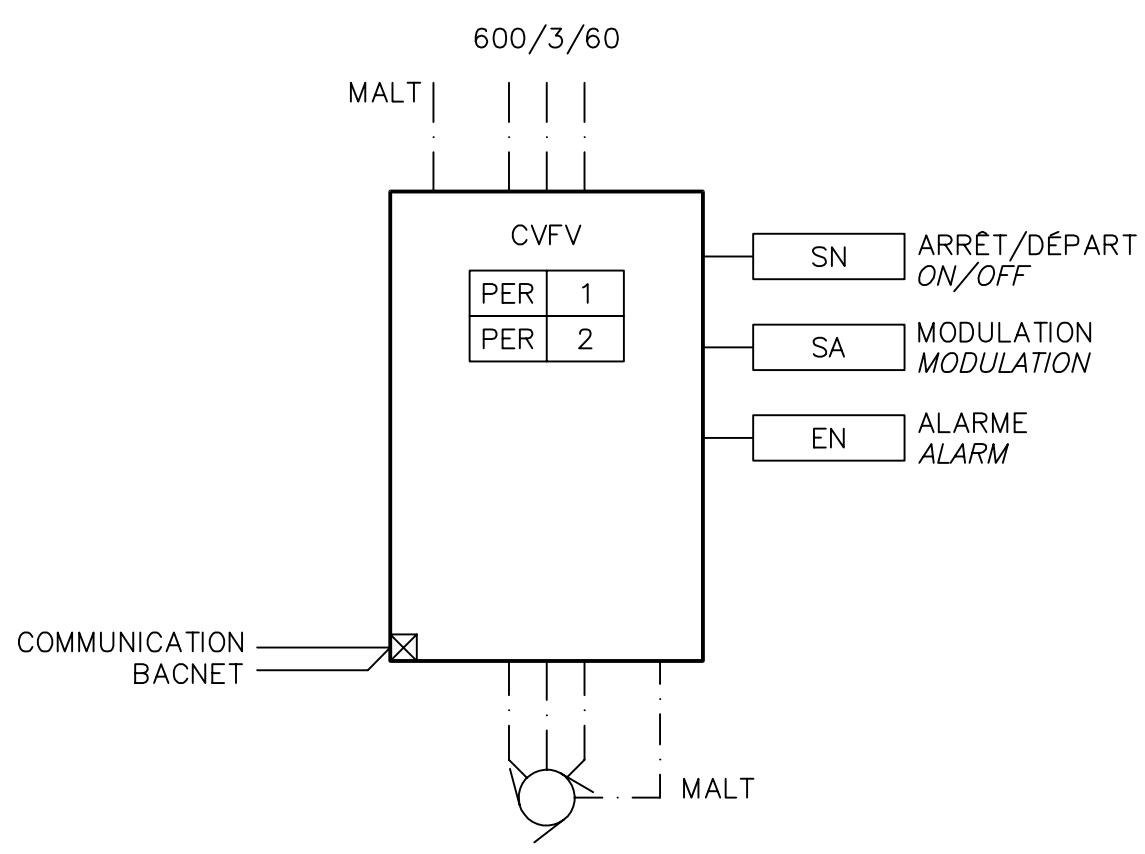 600/3/60
MALT
CVFV
PER 1
PER 2
SN
ARRÊT/DÉPART
ON/OFF
SA
MODULATION
MODULATION
EN
ALARME
ALARM
COMMUNICATION
BACNET
MALT